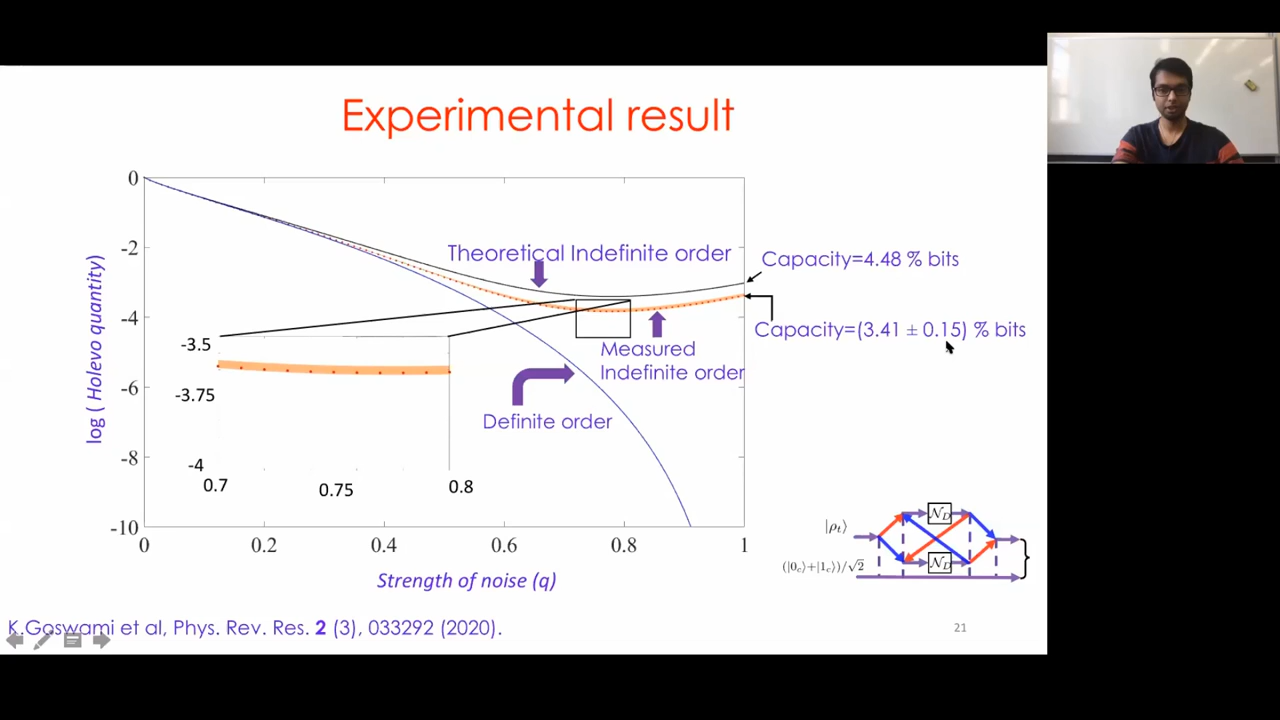 Experimental result
0
-2
-4
-6
-8
-10
0
0.2
0.4
0.6
0.8
1
log ( Holevo quantity)
Strength of noise (q)
Theoretical Indefinite order
Capacity=4.48 % bits
Capacity=(3.41 ± 0.15) % bits
Measured
Indefinite order
Definite order
-3.5
-3.75
-4
0.7
0.75
0.8
|ρt⟩
(|0c⟩+|1c⟩)/√2
𝒩D
𝒩D
K.Goswami et al, Phys. Rev. Res. 2 (3), 033292 (2020).
21